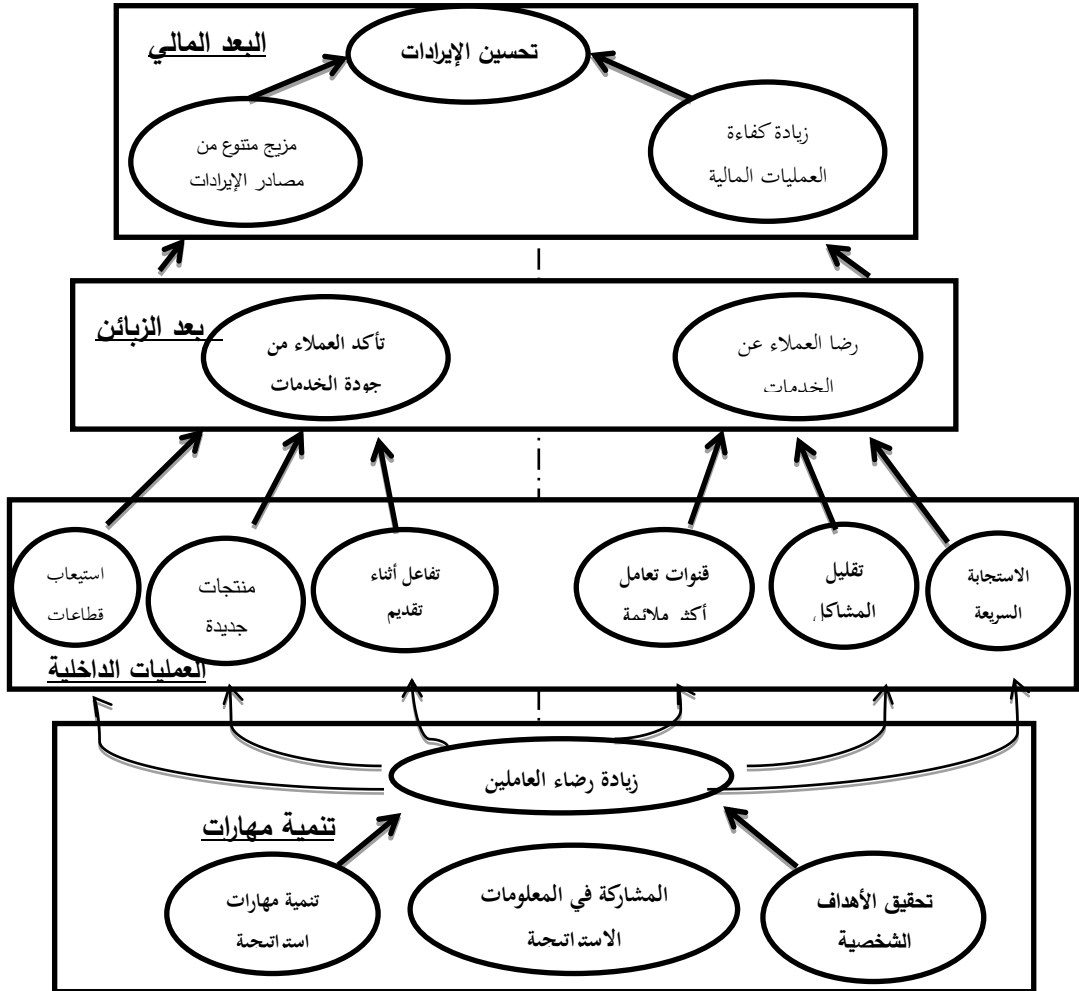 البعد المالي
تحسين الإيرادات
زيادة كفاءة
العمليات المالية
مزيج متنوع من
مصادر الإيرادات
بعد الزبائن
رضا العملاء عن
الخدمات
تأكد العملاء من
جودة الخدمات
الاستجابة
السريعة
تقليل
المشاكل
قنوات تعامل
أكثر ملائمة
تفاعل أثناء
تقديم
منتجات
جديدة
استيعاب
قطاعات
العمليات الداخلية
زيادة رضاء العاملين
تنمية مهارات
تحقيق الأهداف
الشخصية
المشاركة في المعلومات
الاستراتيجية
تنمية مهارات
استراتيجية